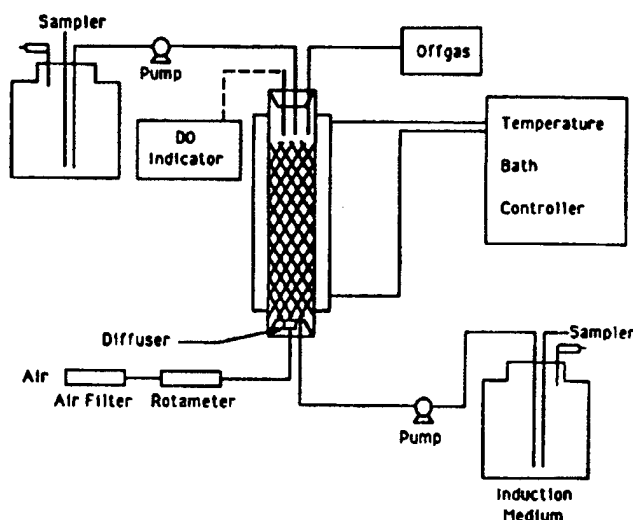 Sampler
Pump
Offgas
DO
Indicator
Temperature
Bath
Controller
Diffuser
Air
Air Filter
Rotameter
Sampler
Pump
Induction
Medium